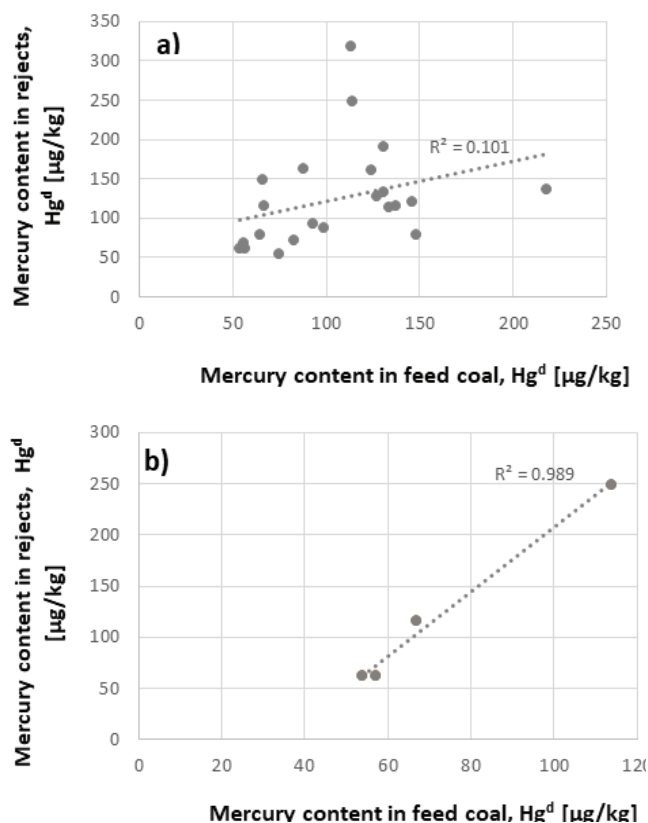 a)
Mercury content in rejects,
Hgᵈ [µg/kg]
350
300
250
200
150
100
50
0
R² = 0.101
0 50 100 150 200 250
Mercury content in feed coal, Hgᵈ [µg/kg]
b)
Mercury content in rejects, Hgᵈ
[µg/kg]
300
250
200
150
100
50
0
R² = 0.989
0 20 40 60 80 100 120
Mercury content in feed coal, Hgᵈ [µg/kg]